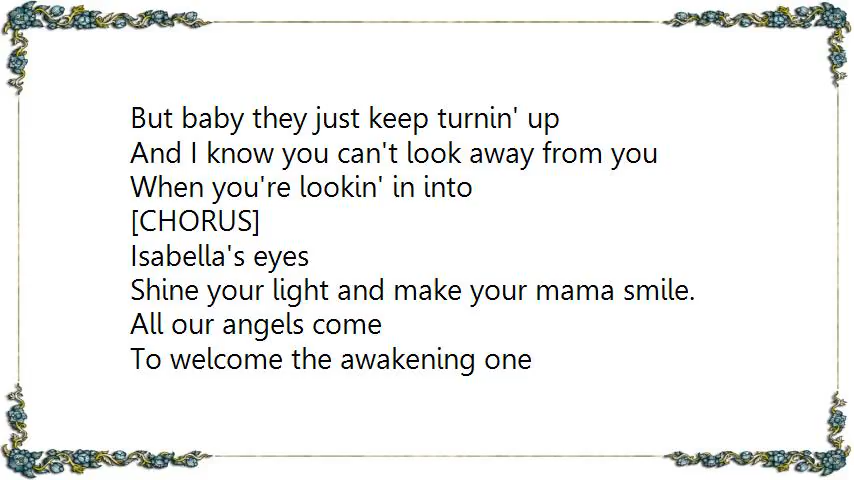 But baby they just keep turnin' up
And I know you can't look away from you
When you're lookin' in into
[CHORUS]
Isabella's eyes
Shine your light and make your mama smile.
All our angels come
To welcome the awakening one